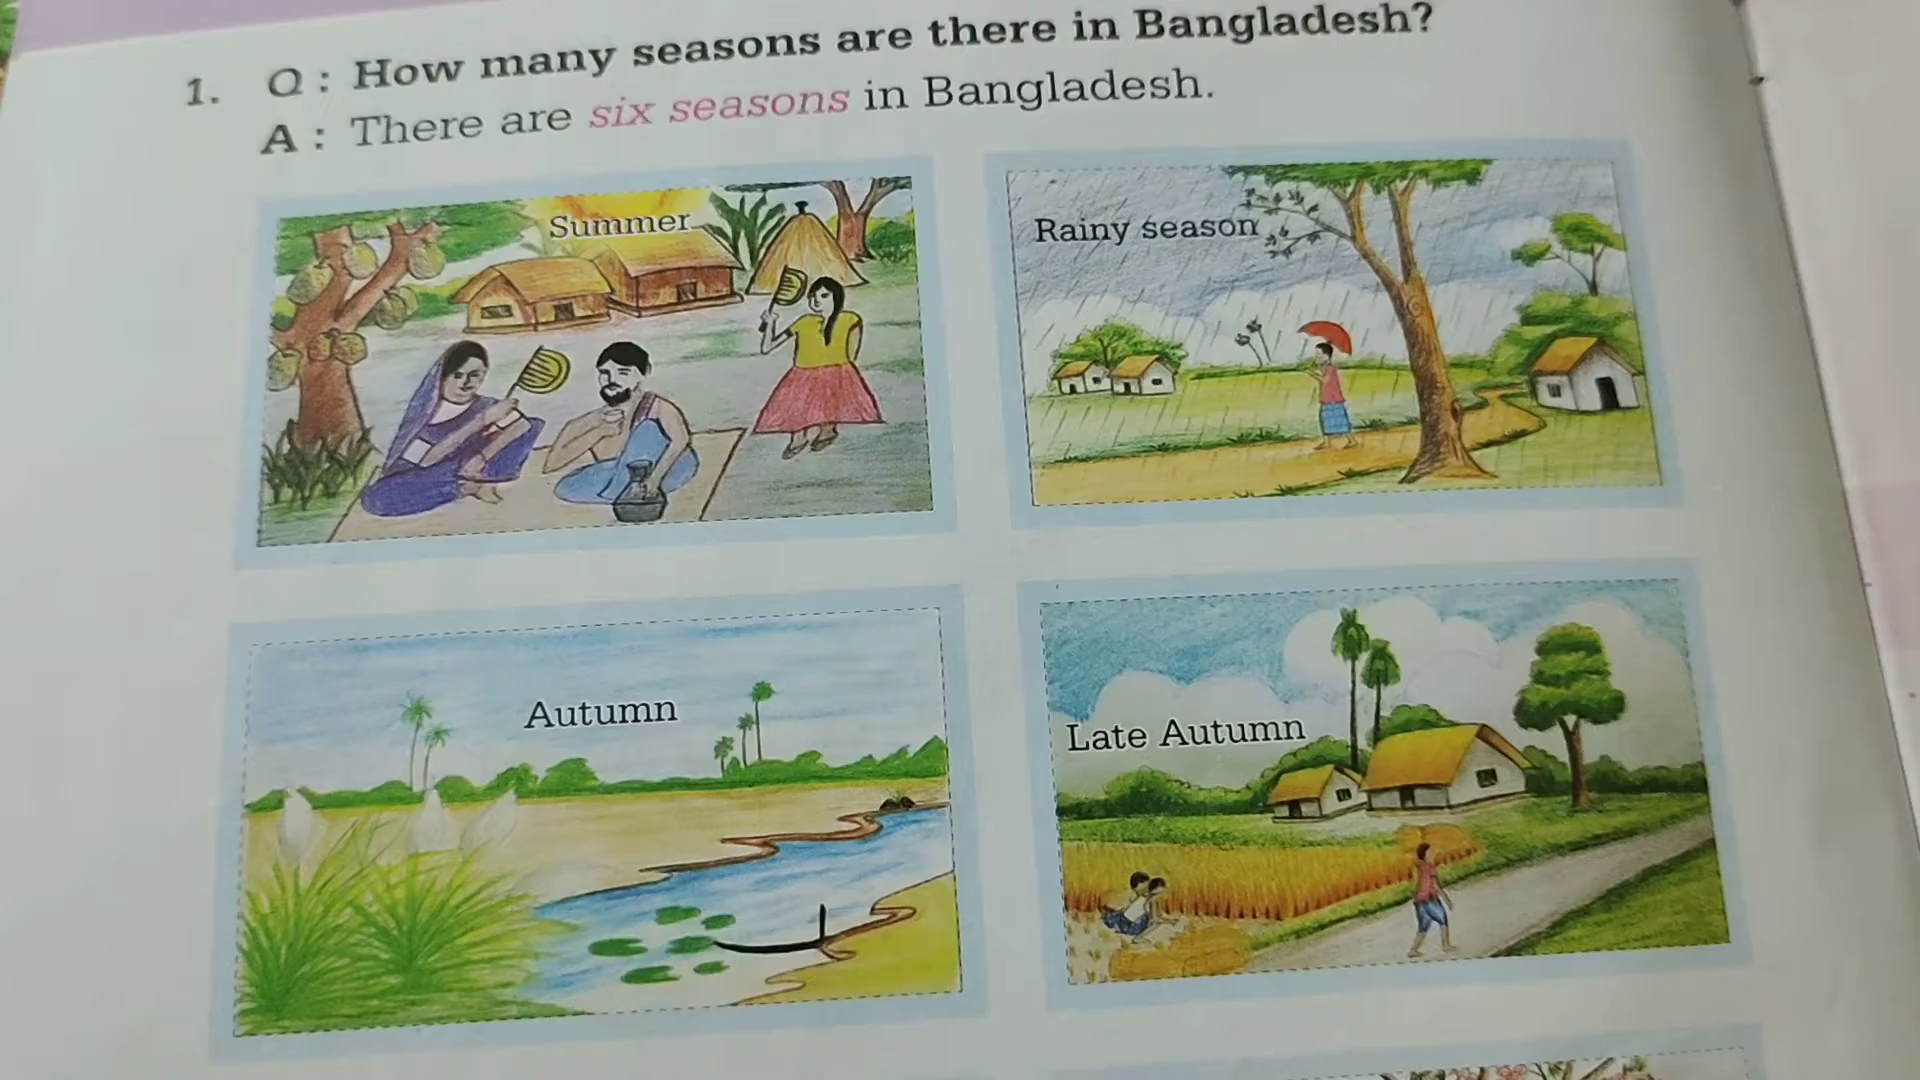 1. Q : How many seasons are there in Bangladesh?
A : There are six seasons in Bangladesh.
Summer
Rainy season
Autumn
Late Autumn